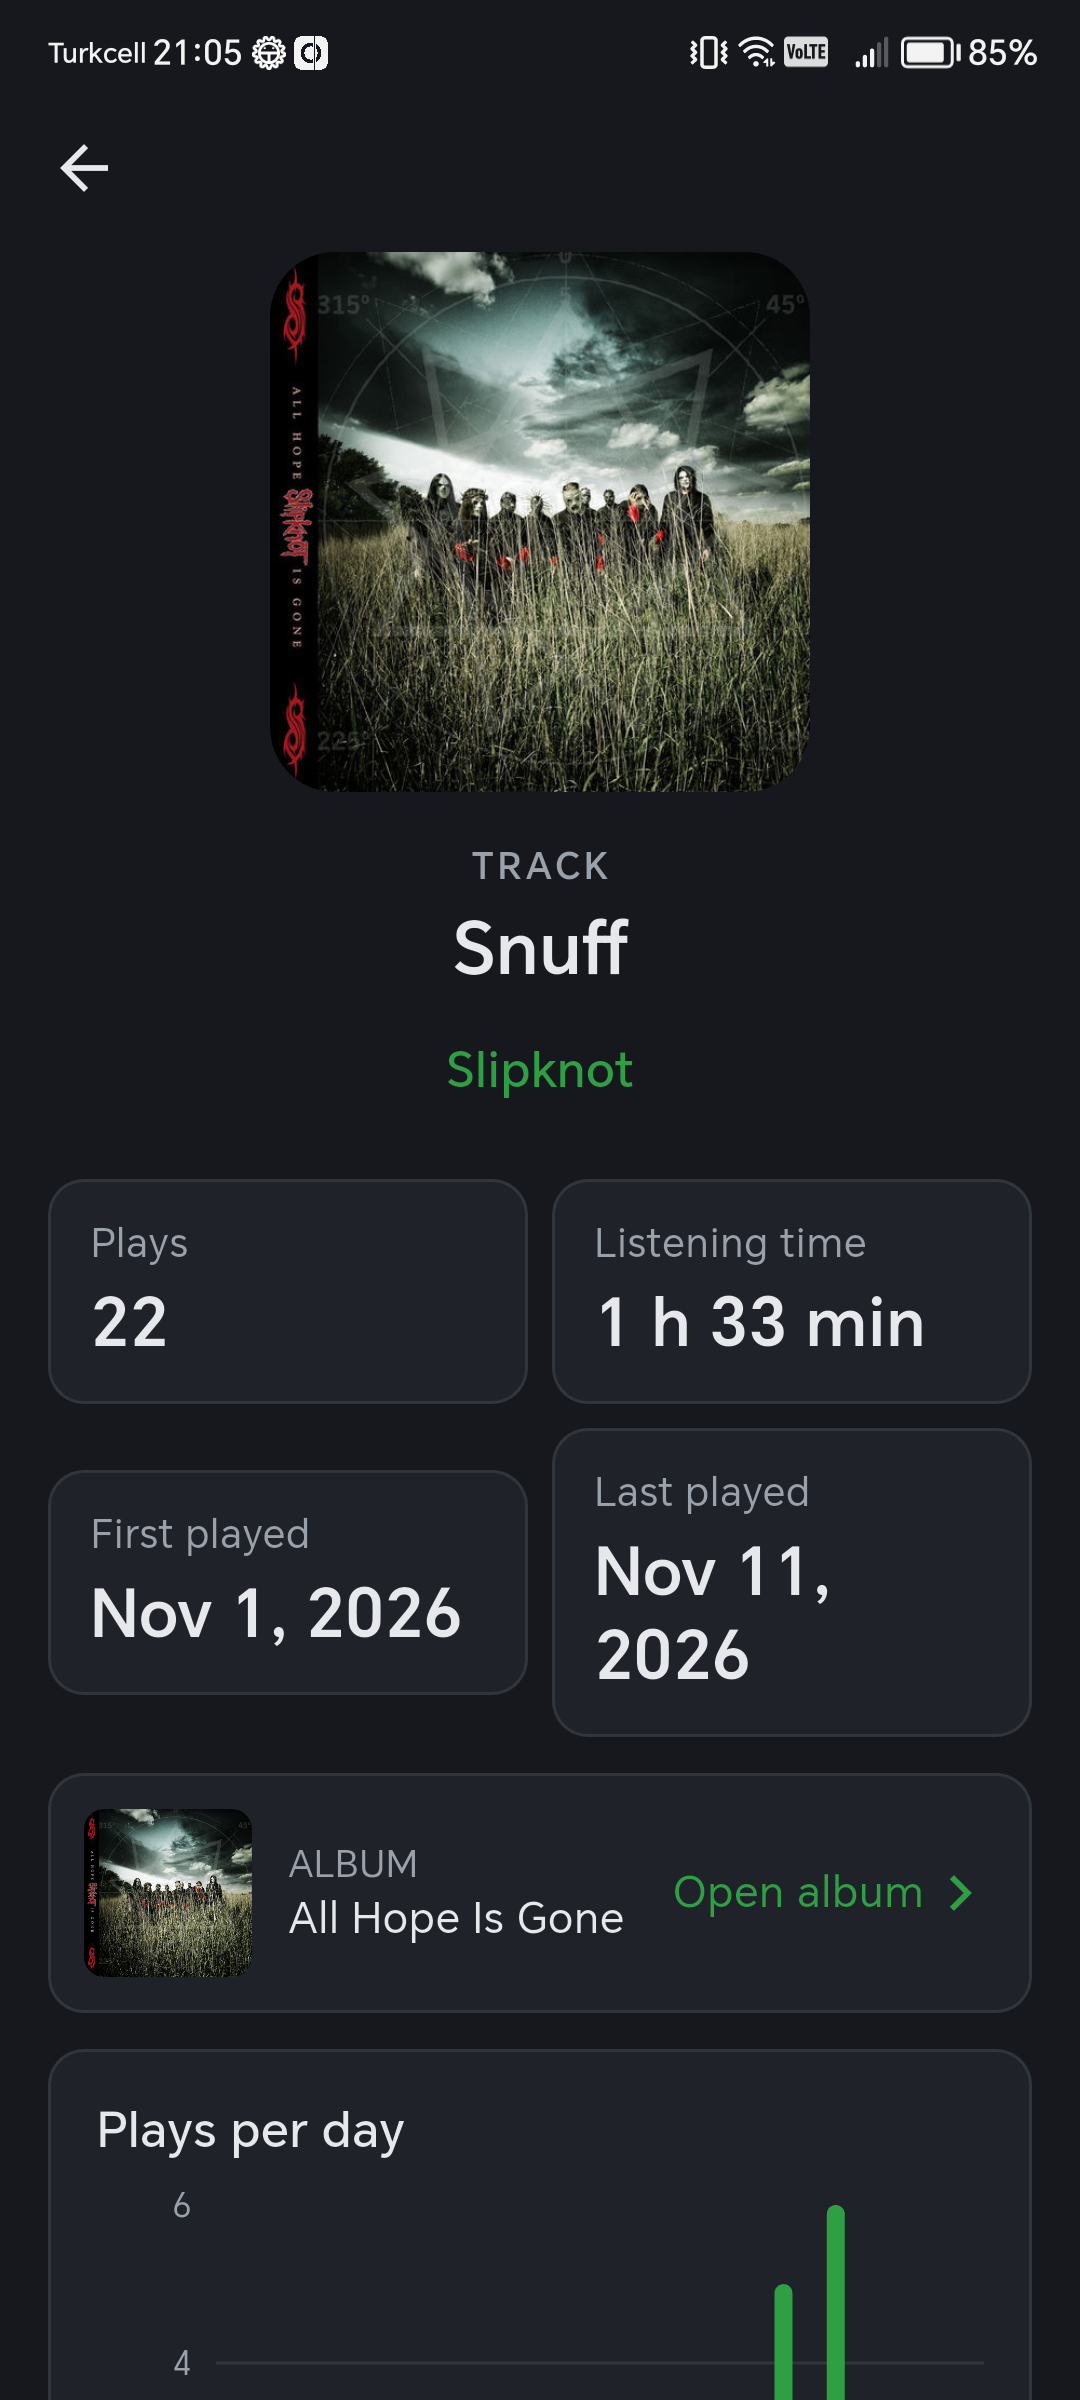 Turkcell 21:05 VoLTE 85%
315° 0 45°
ALL HOPE Slipknot IS GONE
225°
TRACK
Snuff
Slipknot
Plays
22
Listening time
1 h 33 min
First played
Nov 1, 2026
Last played
Nov 11,
2026
ALBUM
All Hope Is Gone
Open album
Plays per day
6
4